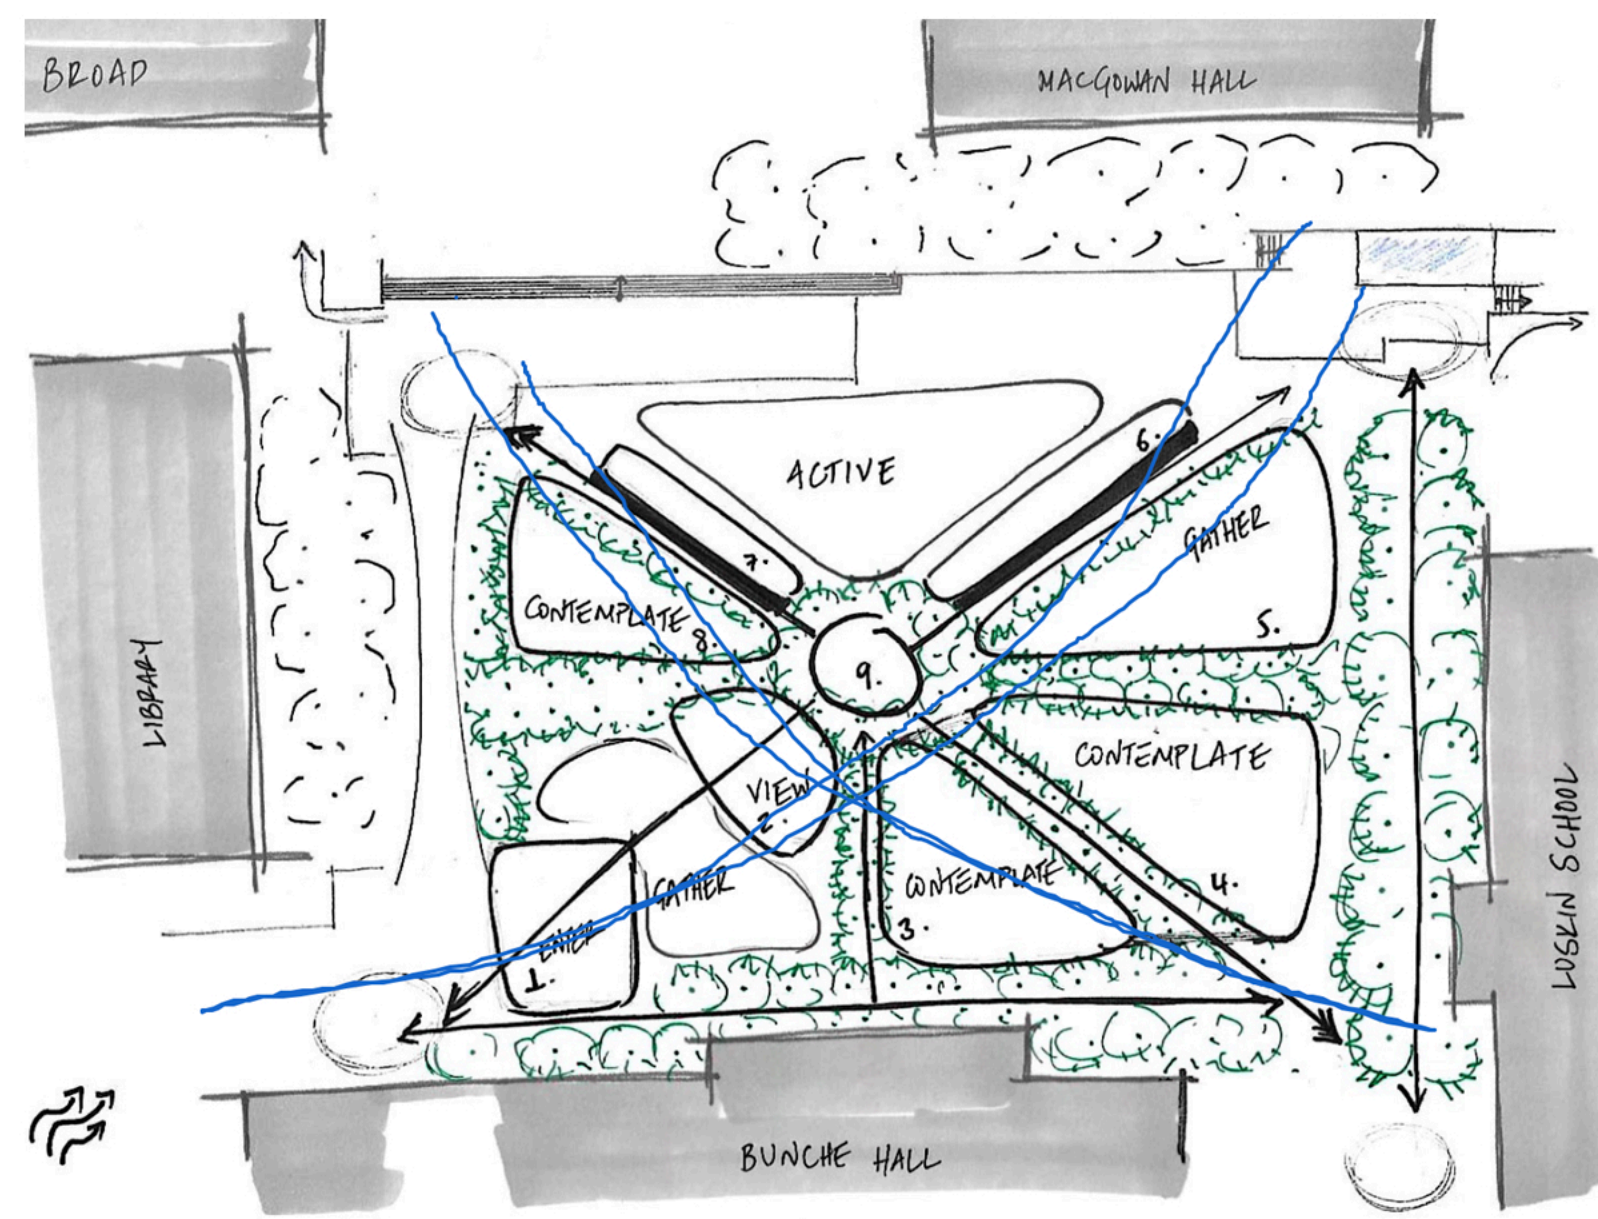 BROAD
MACGOWAN HALL
ACTIVE
6.
7.
GATHER
CONTEMPLATE
8.
5.
9.
LIBRARY
CONTEMPLATE
VIEW
2.
GATHER
CONTEMPLATE
4.
3.
ENTER
1.
LUSKIN SCHOOL
BUNCHE HALL